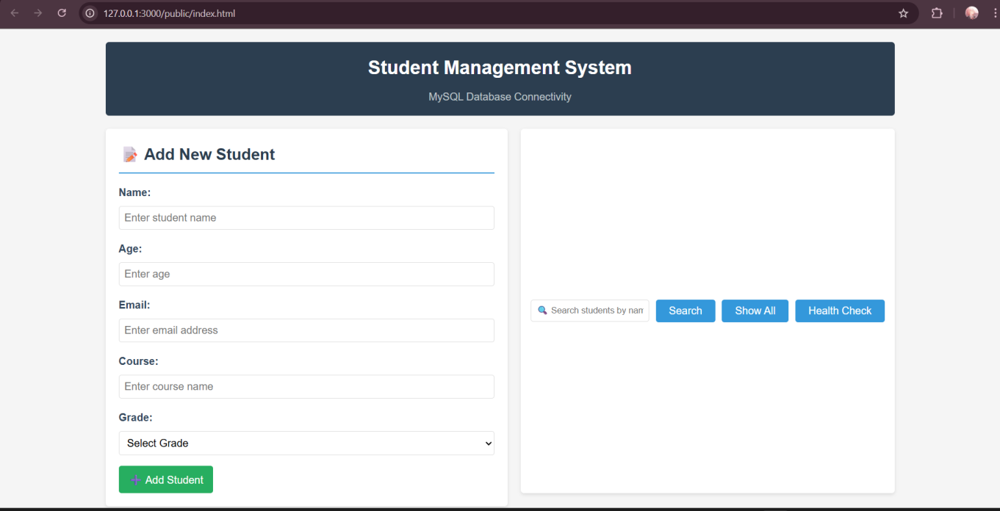 127.0.0.1:3000/public/index.html
Student Management System
MySQL Database Connectivity
📝 Add New Student
Name:
Enter student name
Age:
Enter age
Email:
Enter email address
Course:
Enter course name
Grade:
Select Grade
➕ Add Student
🔍 Search students by nam
Search
Show All
Health Check